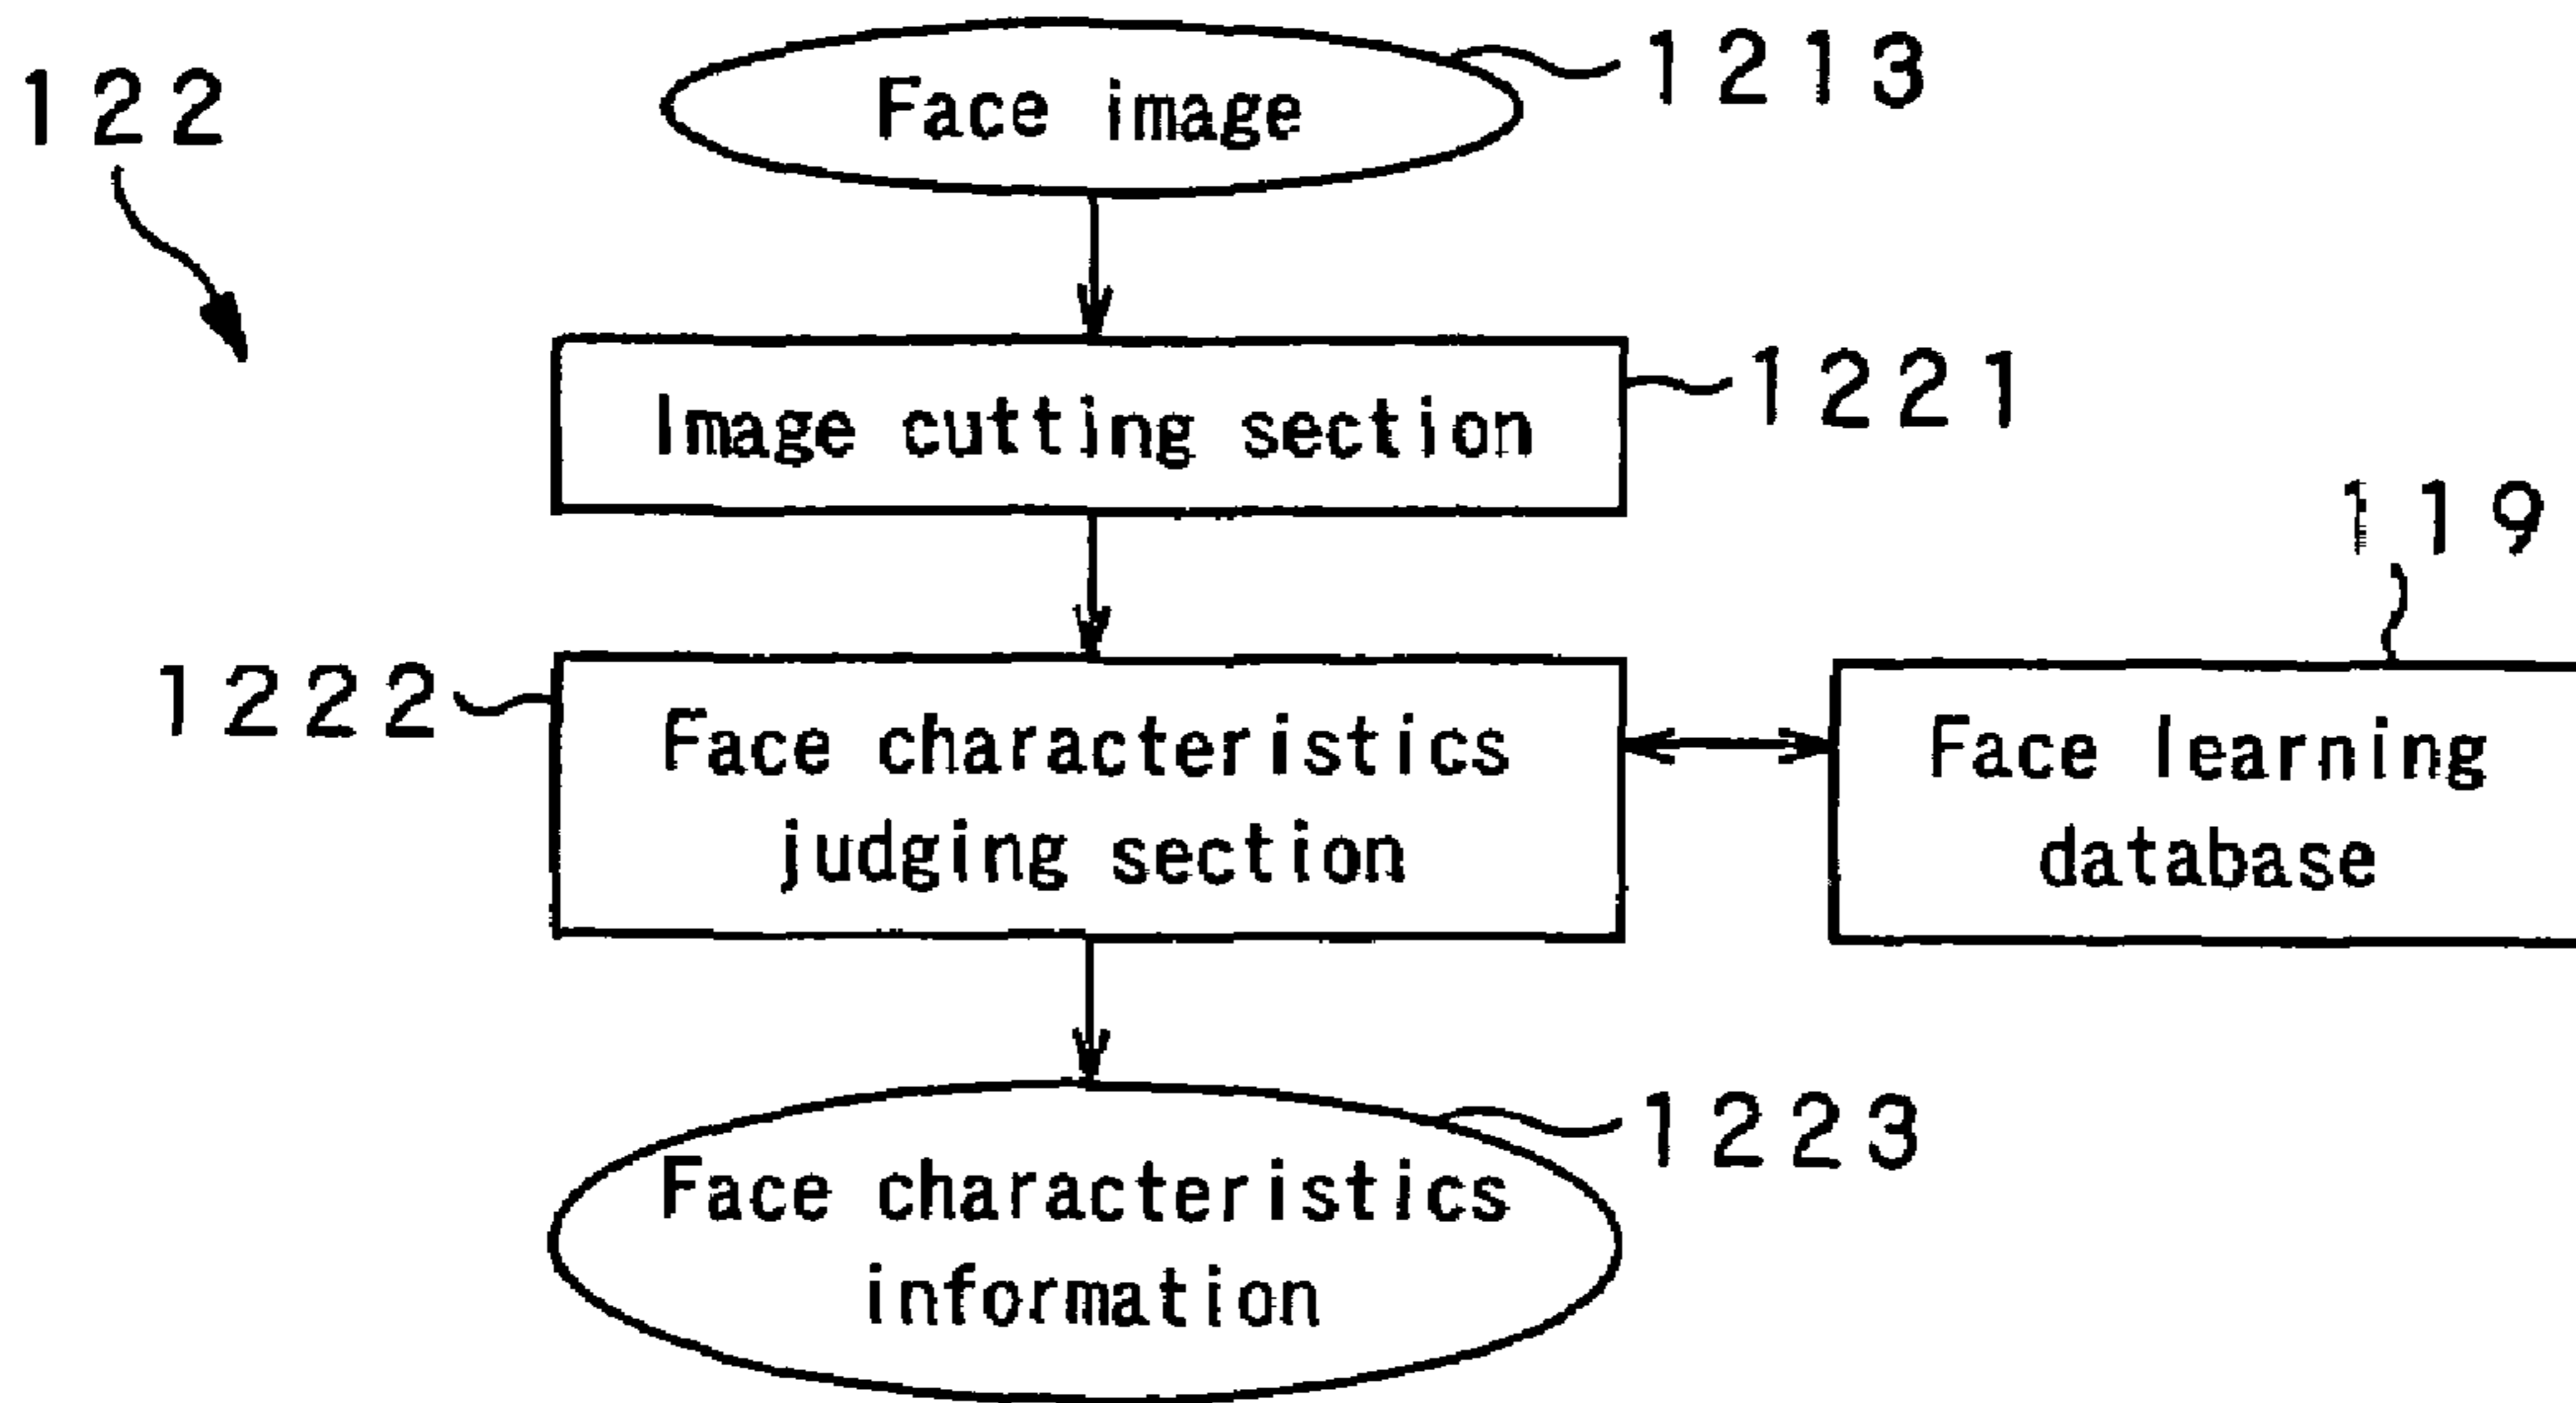 122
Face image
1213
Image cutting section
1221
119
1222
Face characteristics
judging section
Face learning
database
1223
Face characteristics
information